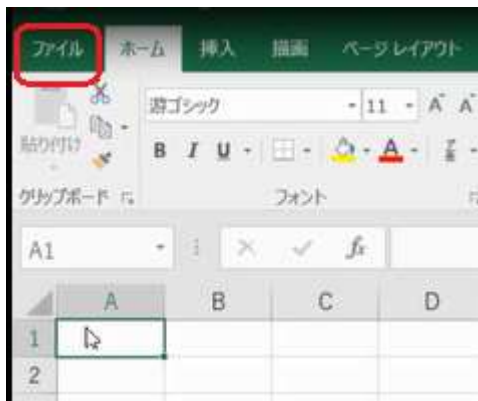 ファイル ホーム 挿入 描画 ページ レイアウト
游ゴシック 11 A A
貼り付け B I U A
クリップボード フォント
A1 fx
A B C D
1
2